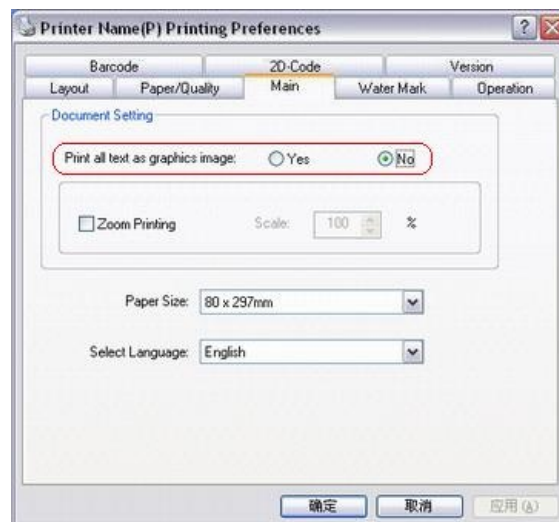 Printer Name(P) Printing Preferences
Barcode 2D-Code Version
Layout Paper/Quality Main Water Mark Operation
Document Setting
Print all text as graphics image: Yes No
Zoom Printing Scale: 100 %
Paper Size: 80 x 297mm
Select Language: English
确定 取消 应用(A)